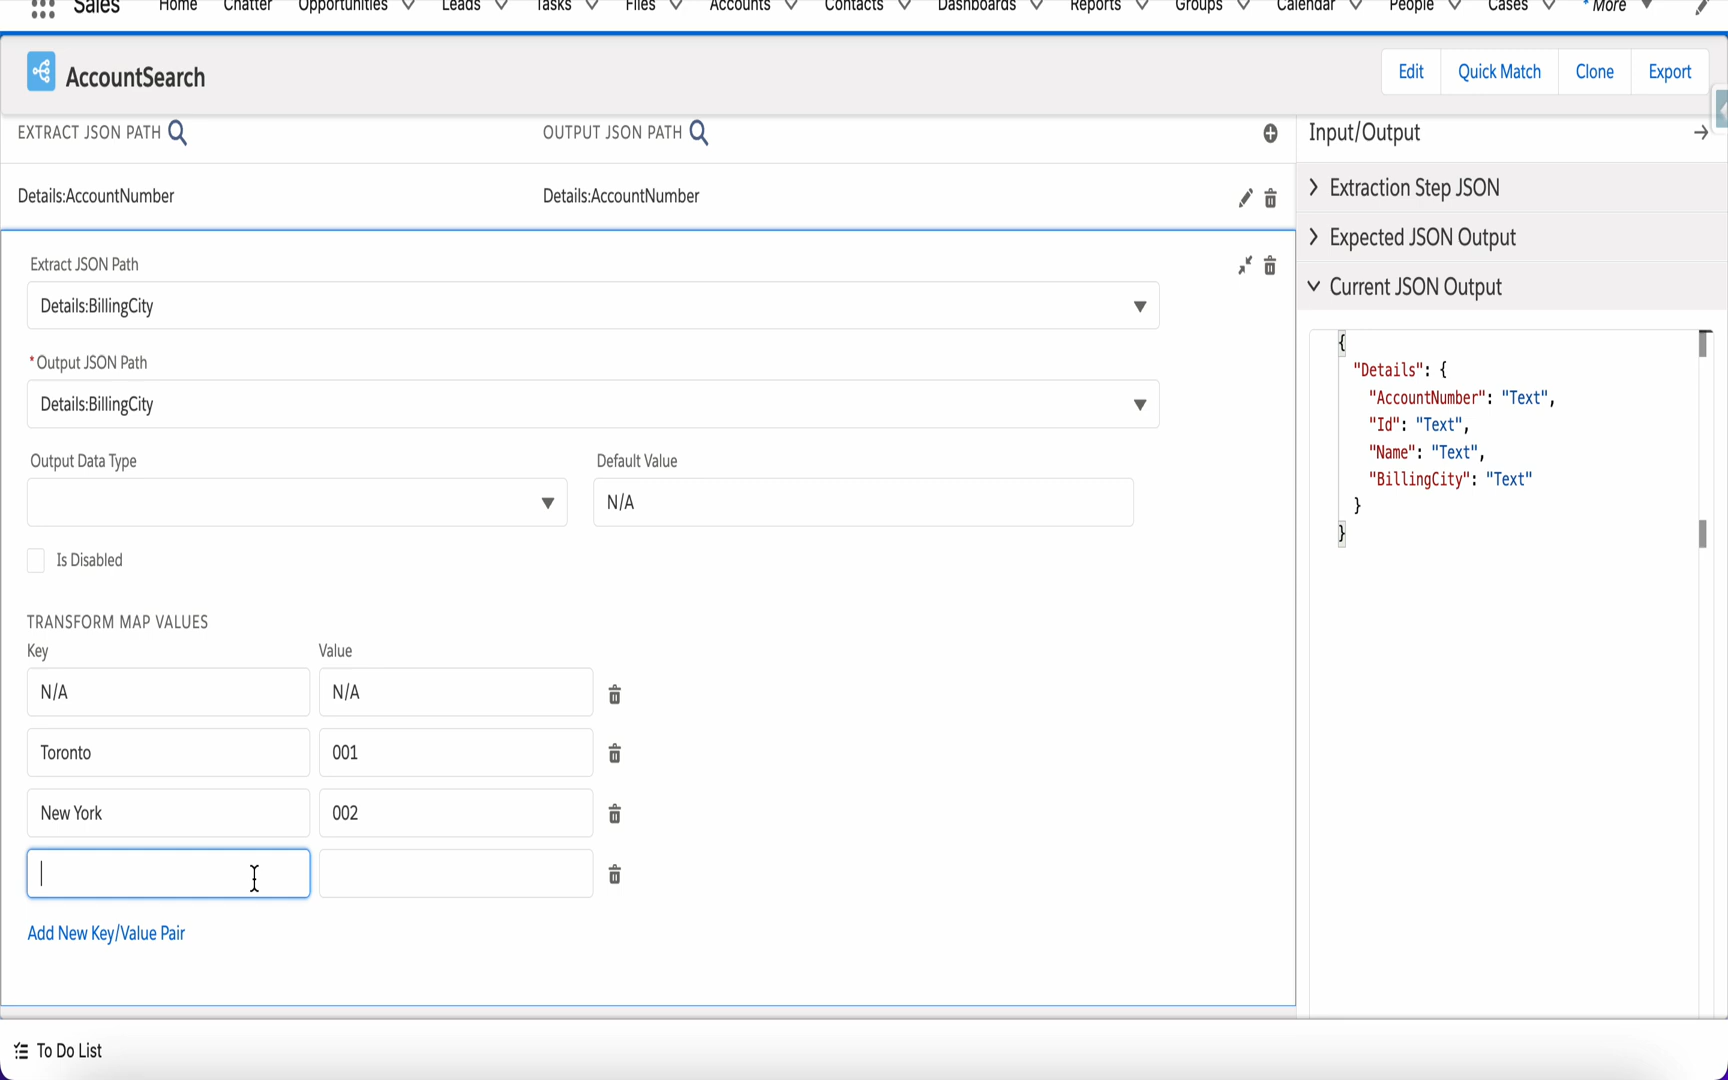 Sales Home Chatter Opportunities Leads Tasks Files Accounts Contacts Dashboards Reports Groups Calendar People Cases * More
AccountSearch
Edit Quick Match Clone Export
EXTRACT JSON PATH OUTPUT JSON PATH
Details:AccountNumber Details:AccountNumber
Extract JSON Path
Details:BillingCity
*Output JSON Path
Details:BillingCity
Output Data Type Default Value
N/A
Is Disabled
TRANSFORM MAP VALUES
Key Value
N/A N/A
Toronto 001
New York 002
Add New Key/Value Pair
Input/Output
Extraction Step JSON
Expected JSON Output
Current JSON Output
{
"Details": {
"AccountNumber": "Text",
"Id": "Text",
"Name": "Text",
"BillingCity": "Text"
}
}
To Do List